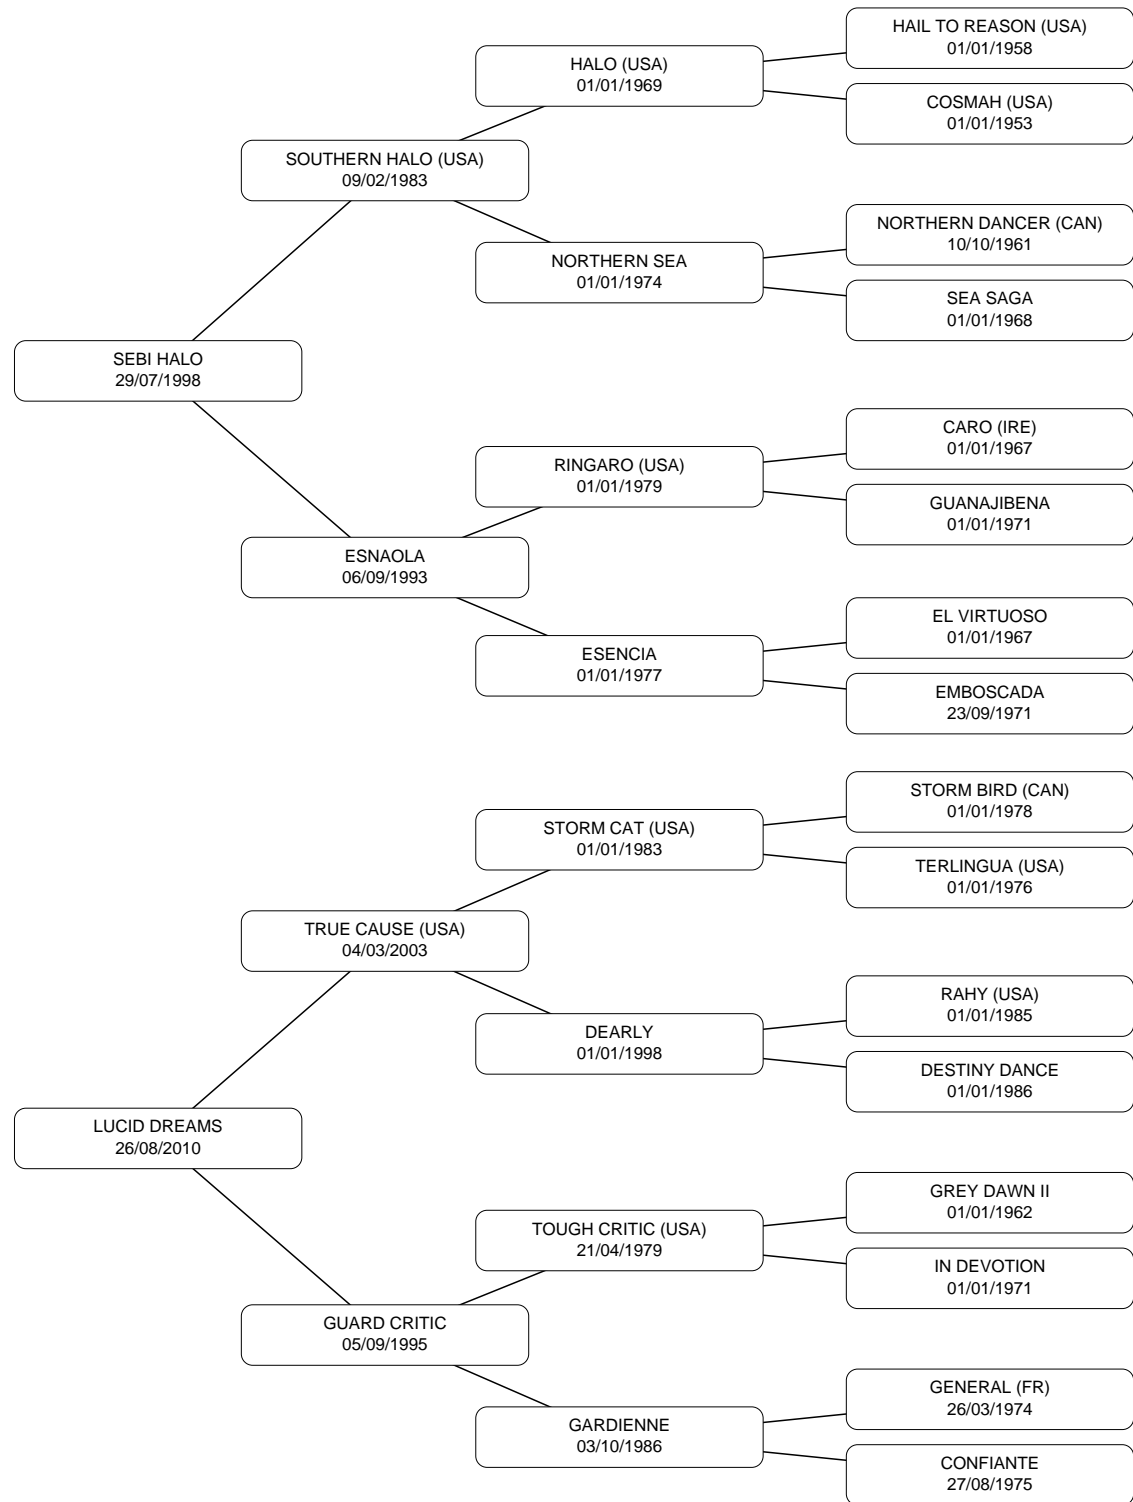 HAIL TO REASON (USA)
01/01/1958
HALO (USA)
01/01/1969
COSMAH (USA)
01/01/1953
SOUTHERN HALO (USA)
09/02/1983
NORTHERN DANCER (CAN)
10/10/1961
NORTHERN SEA
01/01/1974
SEA SAGA
01/01/1968
SEBI HALO
29/07/1998
CARO (IRE)
01/01/1967
RINGARO (USA)
01/01/1979
GUANAJIBENA
01/01/1971
ESNAOLA
06/09/1993
EL VIRTUOSO
01/01/1967
ESENCIA
01/01/1977
EMBOSCADA
23/09/1971
STORM BIRD (CAN)
01/01/1978
STORM CAT (USA)
01/01/1983
TERLINGUA (USA)
01/01/1976
TRUE CAUSE (USA)
04/03/2003
RAHY (USA)
01/01/1985
DEARLY
01/01/1998
DESTINY DANCE
01/01/1986
LUCID DREAMS
26/08/2010
GREY DAWN II
01/01/1962
TOUGH CRITIC (USA)
21/04/1979
IN DEVOTION
01/01/1971
GUARD CRITIC
05/09/1995
GENERAL (FR)
26/03/1974
GARDIENNE
03/10/1986
CONFIANTE
27/08/1975